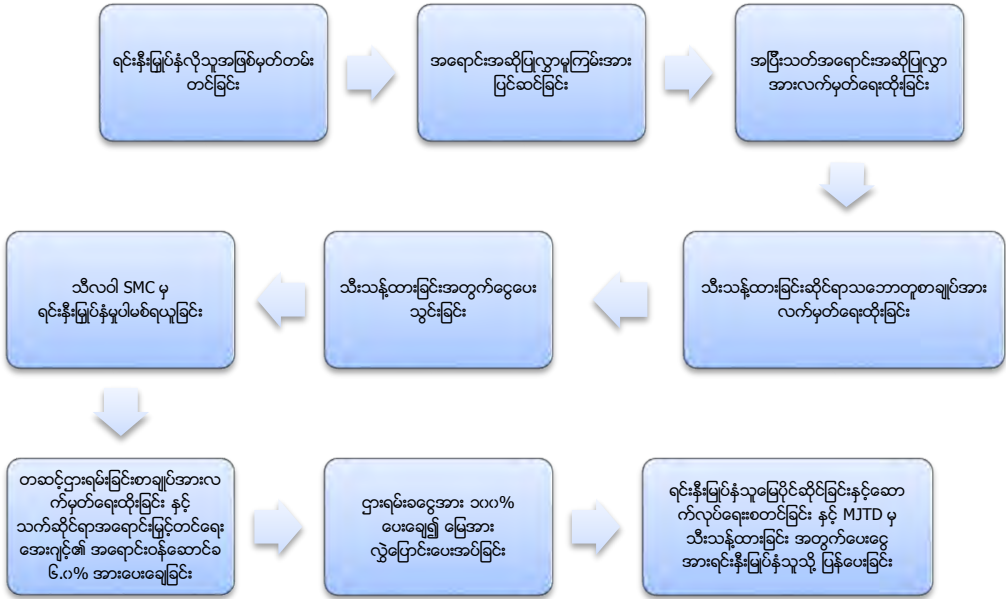 ရင်းနှီးမြှုပ်နှံလိုသူအဖြစ်မှတ်တမ်း
တင်ခြင်း
အရောင်းအဆိုပြုလွှာမူကြမ်းအား
ပြင်ဆင်ခြင်း
အပြီးသတ်အရောင်းအဆိုပြုလွှာ
အားလက်မှတ်ရေးထိုးခြင်း
သီးသန့်ထားခြင်းဆိုင်ရာသဘောတူစာချုပ်အား
လက်မှတ်ရေးထိုးခြင်း
သီးသန့်ထားခြင်းအတွက်ငွေပေး
သွင်းခြင်း
သီလဝါ SMC မှ
ရင်းနှီးမြှုပ်နှံမှုပါမစ်ရယူခြင်း
တဆင့်ဌားရမ်းခြင်းစာချုပ်အားလ
က်မှတ်ရေးထိုးခြင်း နှင့်
သက်ဆိုင်ရာအရောင်းမြှင့်တင်ရေး
အေးဂျင့်၏ အရောင်းဝန်ဆောင်ခ
၆.၀% အားပေးချေခြင်း
ဌားရမ်းခငွေအား ၁၀၀%
ပေးချေ၍ မြေအား
လွှဲပြောင်းပေးအပ်ခြင်း
ရင်းနှီးမြုပ်နှံသူမြေပိုင်ဆိုင်ခြင်းနှင့်ဆော
က်လုပ်ရေးစတင်ခြင်း နှင့် MJTD မှ
သီးသန့်ထားခြင်း အတွက်ပေးငွေ
အားရင်းနှီးမြုပ်နှံသူသို့ ပြန်ပေးခြင်း